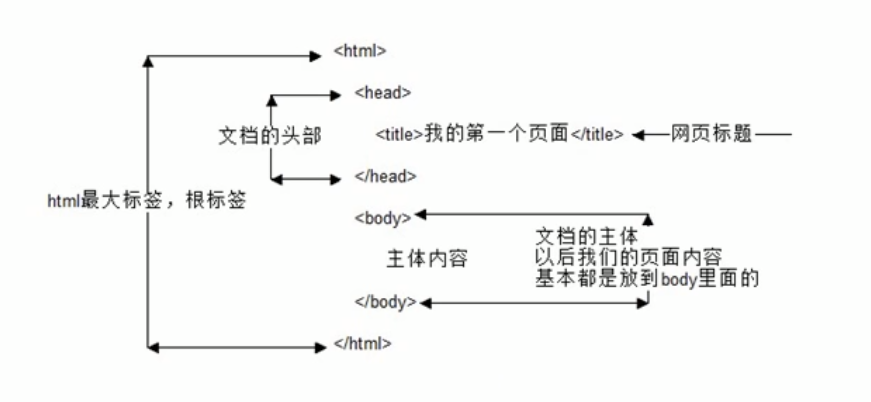 <html>
<head>
文档的头部
<title>我的第一个页面</title> 网页标题
</head>
html最大标签，根标签
<body>
文档的主体
主体内容
以后我们的页面内容
基本都是放到body里面的
</body>
</html>